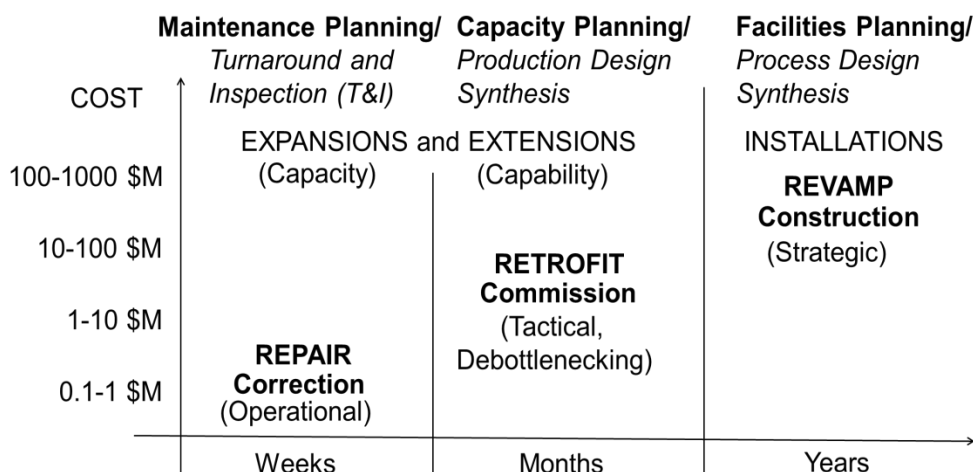 Maintenance Planning/
Turnaround and
Inspection (T&I)
Capacity Planning/
Production Design
Synthesis
Facilities Planning/
Process Design
Synthesis
COST
EXPANSIONS and EXTENSIONS
(Capacity)
(Capability)
INSTALLATIONS
100-1000 $M
10-100 $M
1-10 $M
0.1-1 $M
REPAIR
Correction
(Operational)
RETROFIT
Commission
(Tactical,
Debottlenecking)
REVAMP
Construction
(Strategic)
Weeks
Months
Years